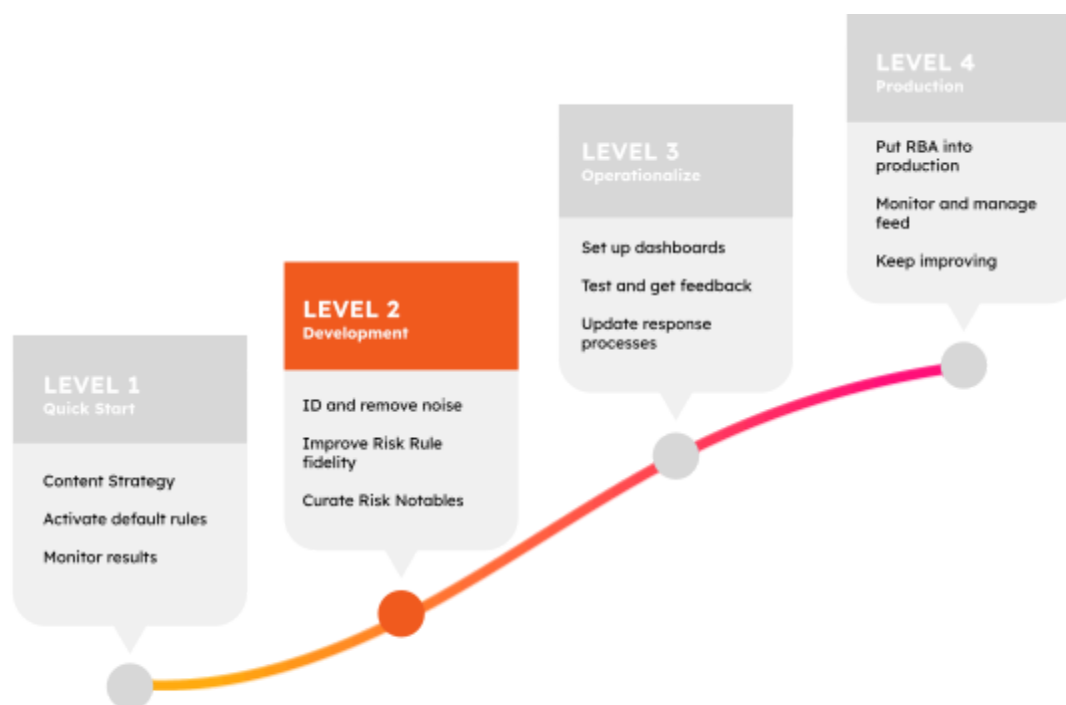 LEVEL 1
Quick Start
Content Strategy
Activate default rules
Monitor results
LEVEL 2
Development
ID and remove noise
Improve Risk Rule
fidelity
Curate Risk Notables
LEVEL 3
Operationalize
Set up dashboards
Test and get feedback
Update response
processes
LEVEL 4
Production
Put RBA into
production
Monitor and manage
feed
Keep improving